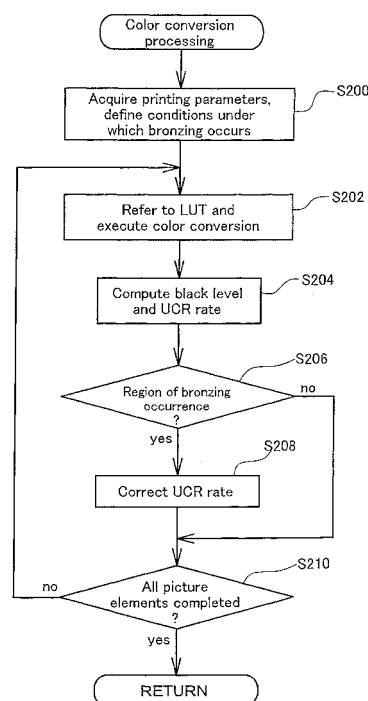 Color conversion
processing
Acquire printing parameters,
define conditions under
which bronzing occurs
S200
Refer to LUT and
execute color conversion
S202
Compute black level
and UCR rate
S204
Region of bronzing
occurrence
?
S206
no
yes
Correct UCR rate
S208
All picture
elements completed
?
S210
no
yes
RETURN